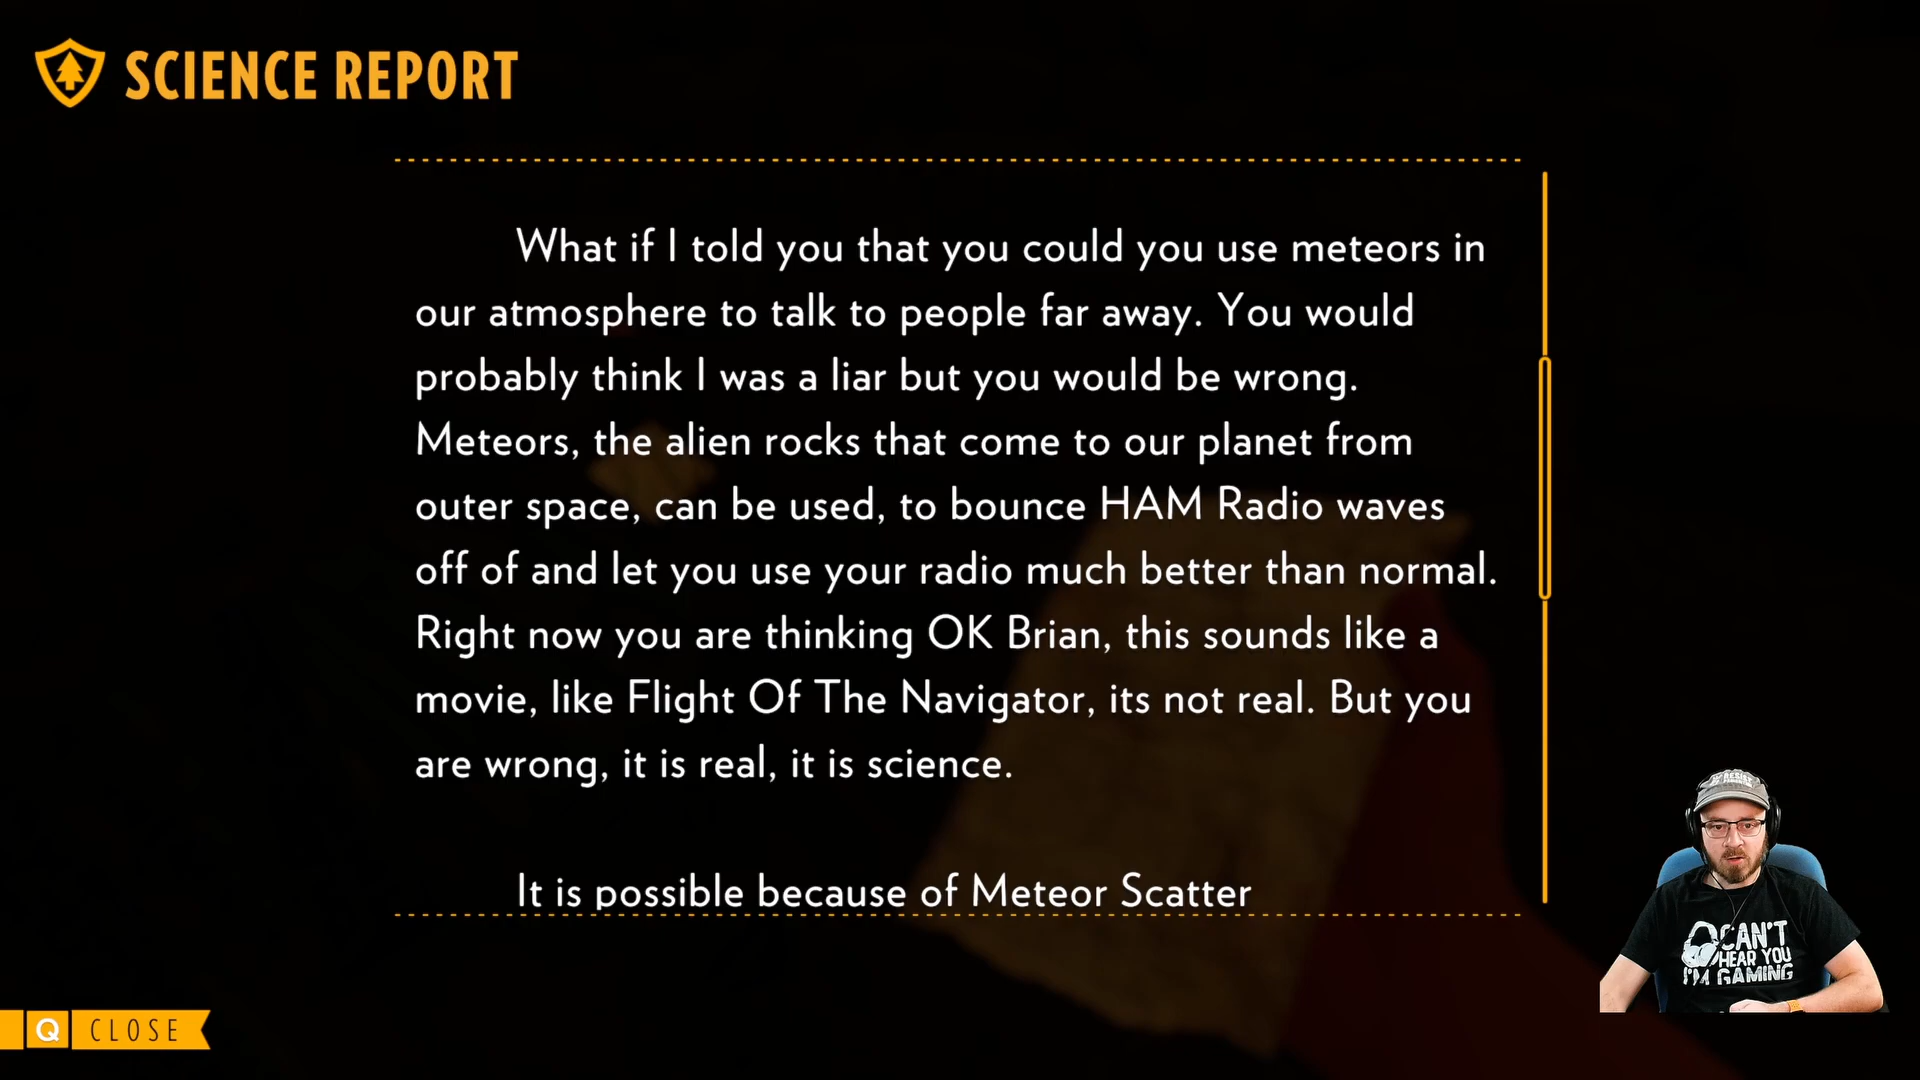 SCIENCE REPORT
What if I told you that you could you use meteors in
our atmosphere to talk to people far away. You would
probably think I was a liar but you would be wrong.
Meteors, the alien rocks that come to our planet from
outer space, can be used, to bounce HAM Radio waves
off of and let you use your radio much better than normal.
Right now you are thinking OK Brian, this sounds like a
movie, like Flight Of The Navigator, its not real. But you
are wrong, it is real, it is science.
It is possible because of Meteor Scatter
RESIST
CAN'T
HEAR YOU
I'M GAMING
Q CLOSE